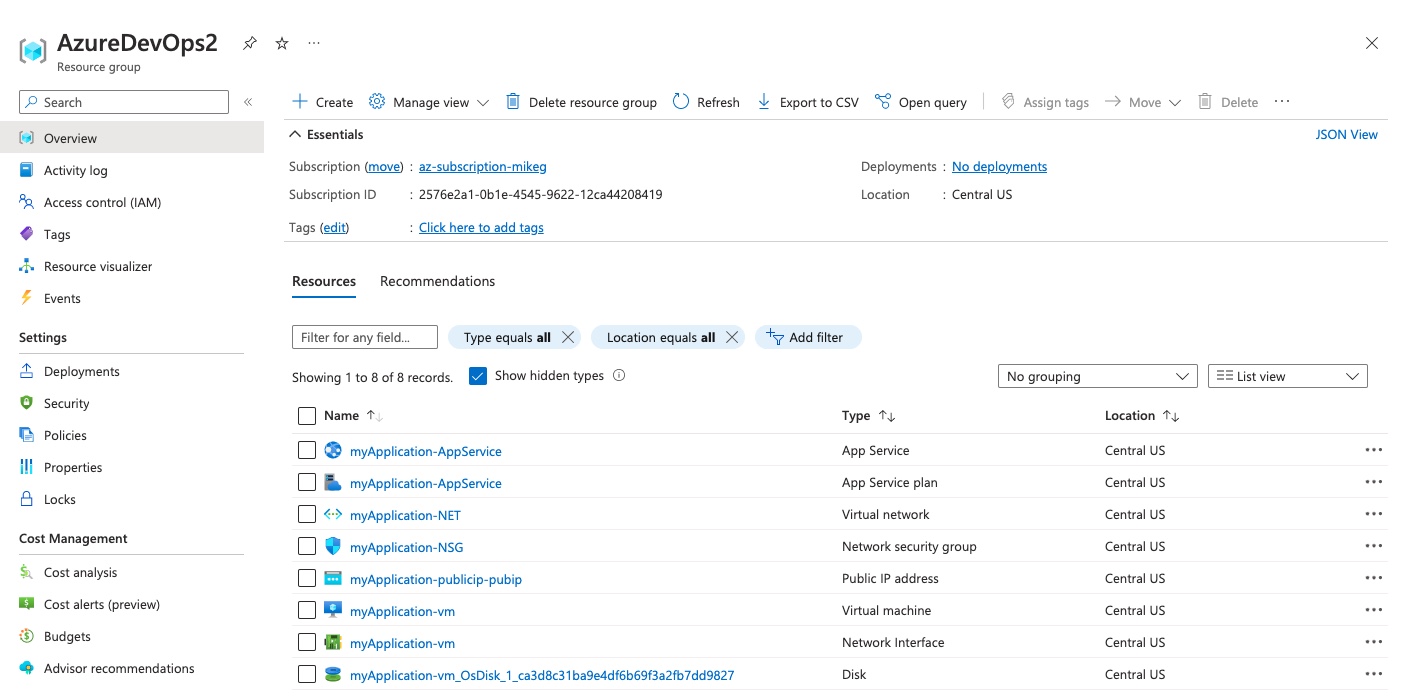 AzureDevOps2
Resource group
Search
Overview
Activity log
Access control (IAM)
Tags
Resource visualizer
Events
Settings
Deployments
Security
Policies
Properties
Locks
Cost Management
Cost analysis
Cost alerts (preview)
Budgets
Advisor recommendations
Create Manage view Delete resource group Refresh Export to CSV Open query Assign tags Move Delete
Essentials JSON View
Subscription (move) : az-subscription-mikeg Deployments : No deployments
Subscription ID : 2576e2a1-0b1e-4545-9622-12ca44208419 Location : Central US
Tags (edit) : Click here to add tags
Resources Recommendations
Filter for any field... Type equals all Location equals all Add filter
Showing 1 to 8 of 8 records. Show hidden types No grouping List view
Name Type Location
myApplication-AppService App Service Central US
myApplication-AppService App Service plan Central US
myApplication-NET Virtual network Central US
myApplication-NSG Network security group Central US
myApplication-publicip-pubip Public IP address Central US
myApplication-vm Virtual machine Central US
myApplication-vm Network Interface Central US
myApplication-vm_OsDisk_1_ca3d8c31ba9e4df6b69f3a2fb7dd9827 Disk Central US